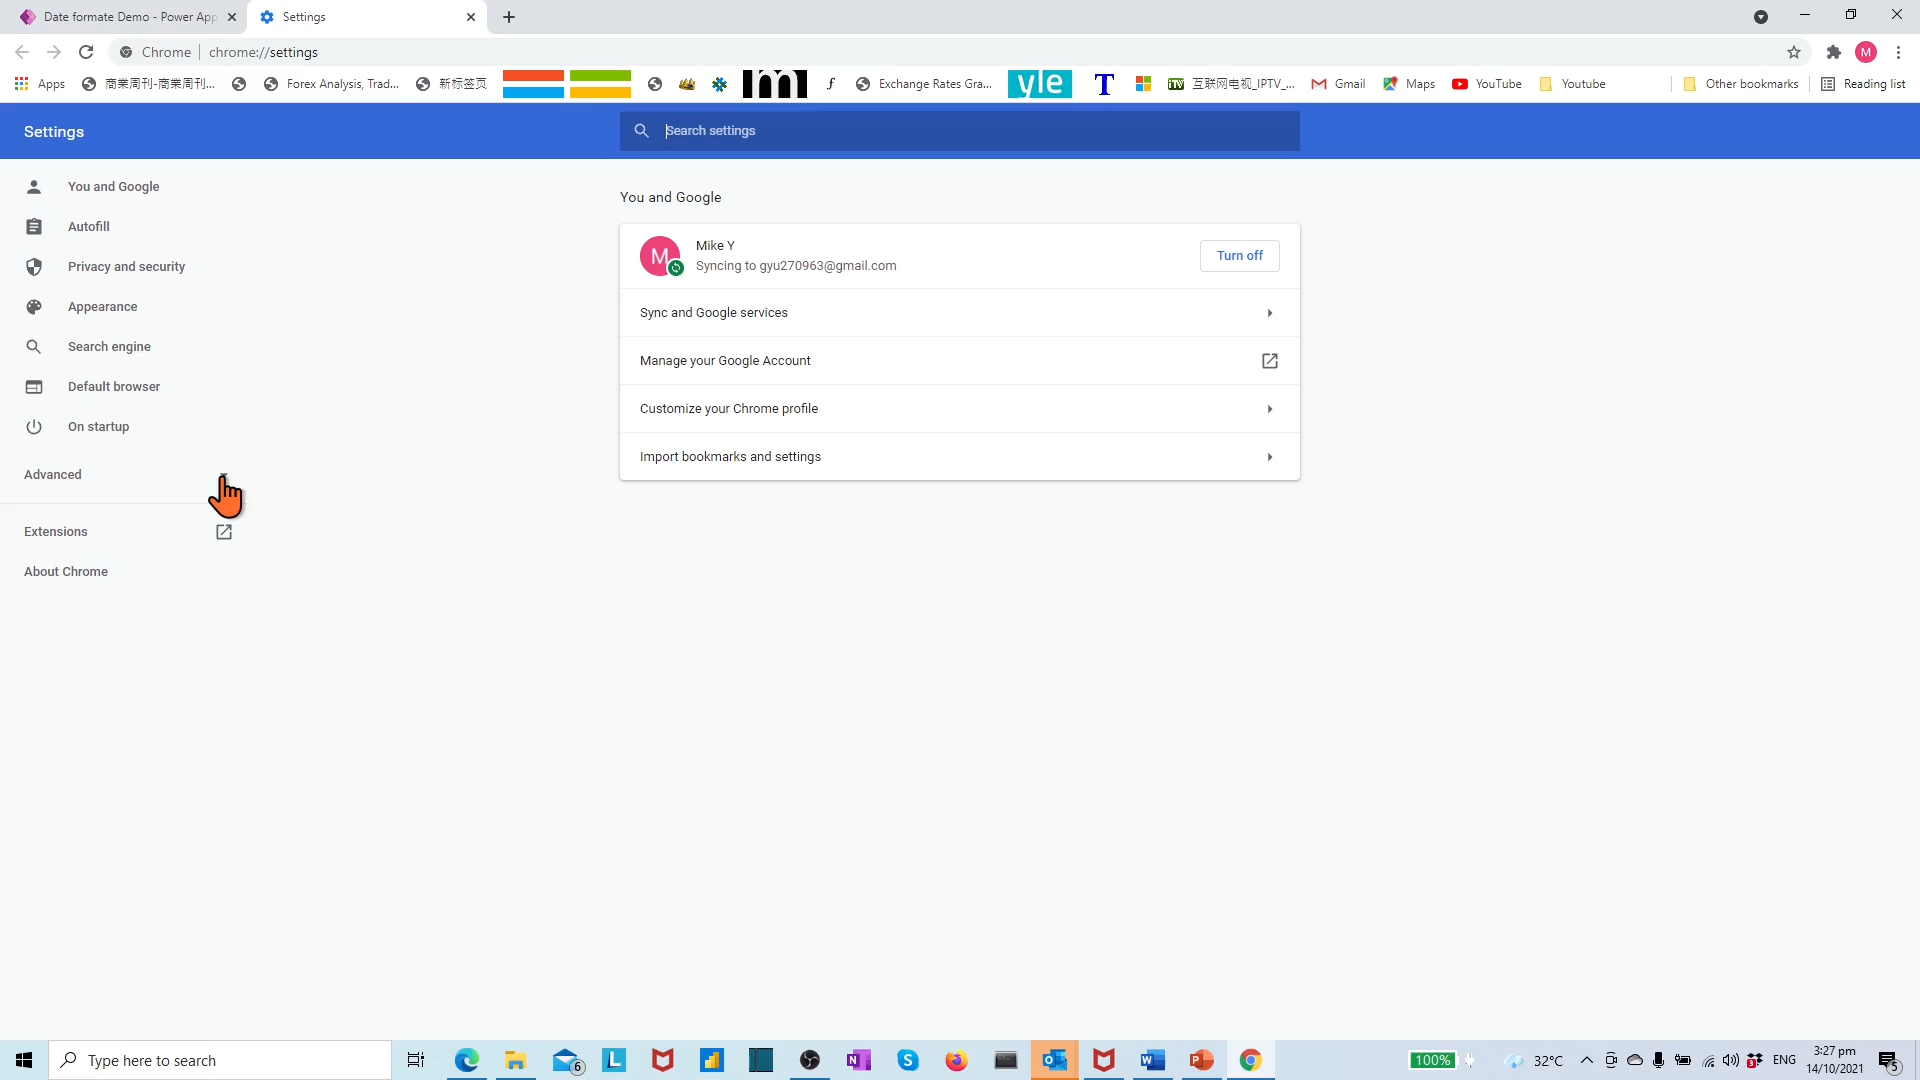 Date formate Demo - Power App
Settings
Chrome
chrome://settings
M
Apps
商業周刊-商業周刊...
Forex Analysis, Trad...
新标签页
m
f
Exchange Rates Gra...
yle
T
itv
互联网电视_IPTV_...
Gmail
Maps
YouTube
Youtube
Other bookmarks
Reading list
Settings
Search settings
You and Google
Autofill
Privacy and security
Appearance
Search engine
Default browser
On startup
Advanced
Extensions
About Chrome
You and Google
M
Mike Y
Syncing to gyu270963@gmail.com
Turn off
Sync and Google services
Manage your Google Account
Customize your Chrome profile
Import bookmarks and settings
Type here to search
6
L
N
S
W
P
100%
32°C
3
ENG
3:27 pm
14/10/2021
5